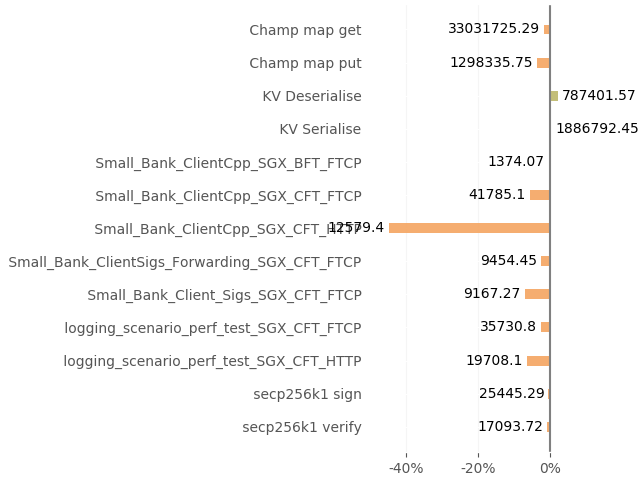 Champ map get 33031725.29
Champ map put 1298335.75
KV Deserialise 787401.57
KV Serialise 1886792.45
Small_Bank_ClientCpp_SGX_BFT_FTCP 1374.07
Small_Bank_ClientCpp_SGX_CFT_FTCP 41785.1
Small_Bank_ClientCpp_SGX_CFT_HTTP 12579.4
Small_Bank_ClientSigs_Forwarding_SGX_CFT_FTCP 9454.45
Small_Bank_Client_Sigs_SGX_CFT_FTCP 9167.27
logging_scenario_perf_test_SGX_CFT_FTCP 35730.8
logging_scenario_perf_test_SGX_CFT_HTTP 19708.1
secp256k1 sign 25445.29
secp256k1 verify 17093.72
-40% -20% 0%